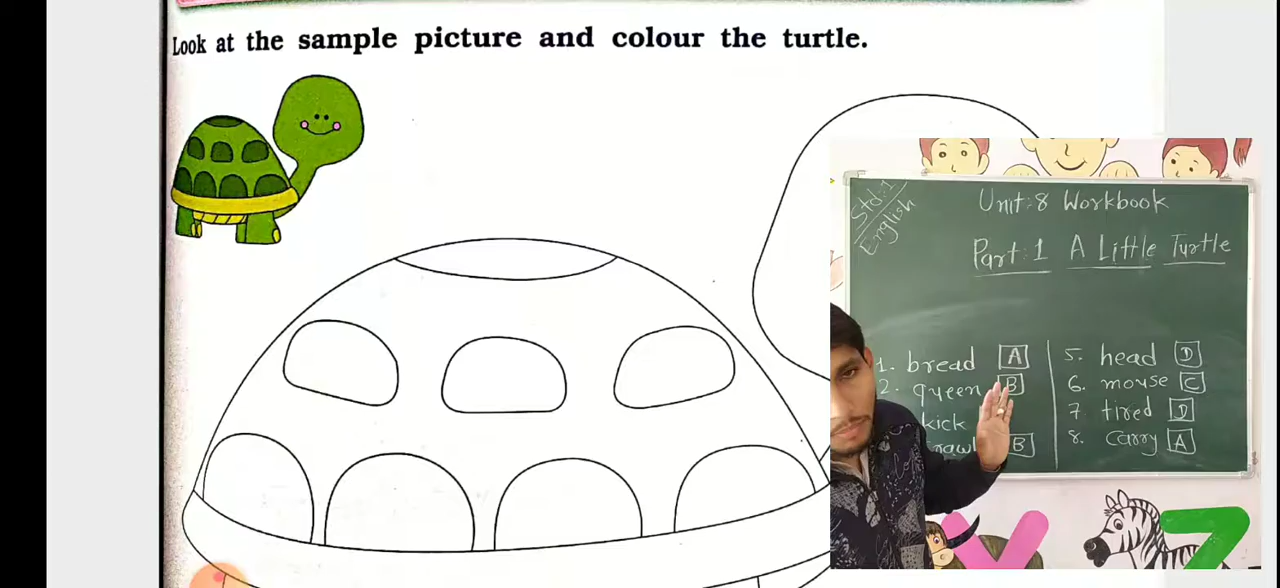 Look at the sample picture and colour the turtle.
Std:1
English
Unit:8 Workbook
Part:1 A Little Turtle
1. bread A
2. queen B
kick
B
5. head D
6. mouse C
7 tired D
8. carry A